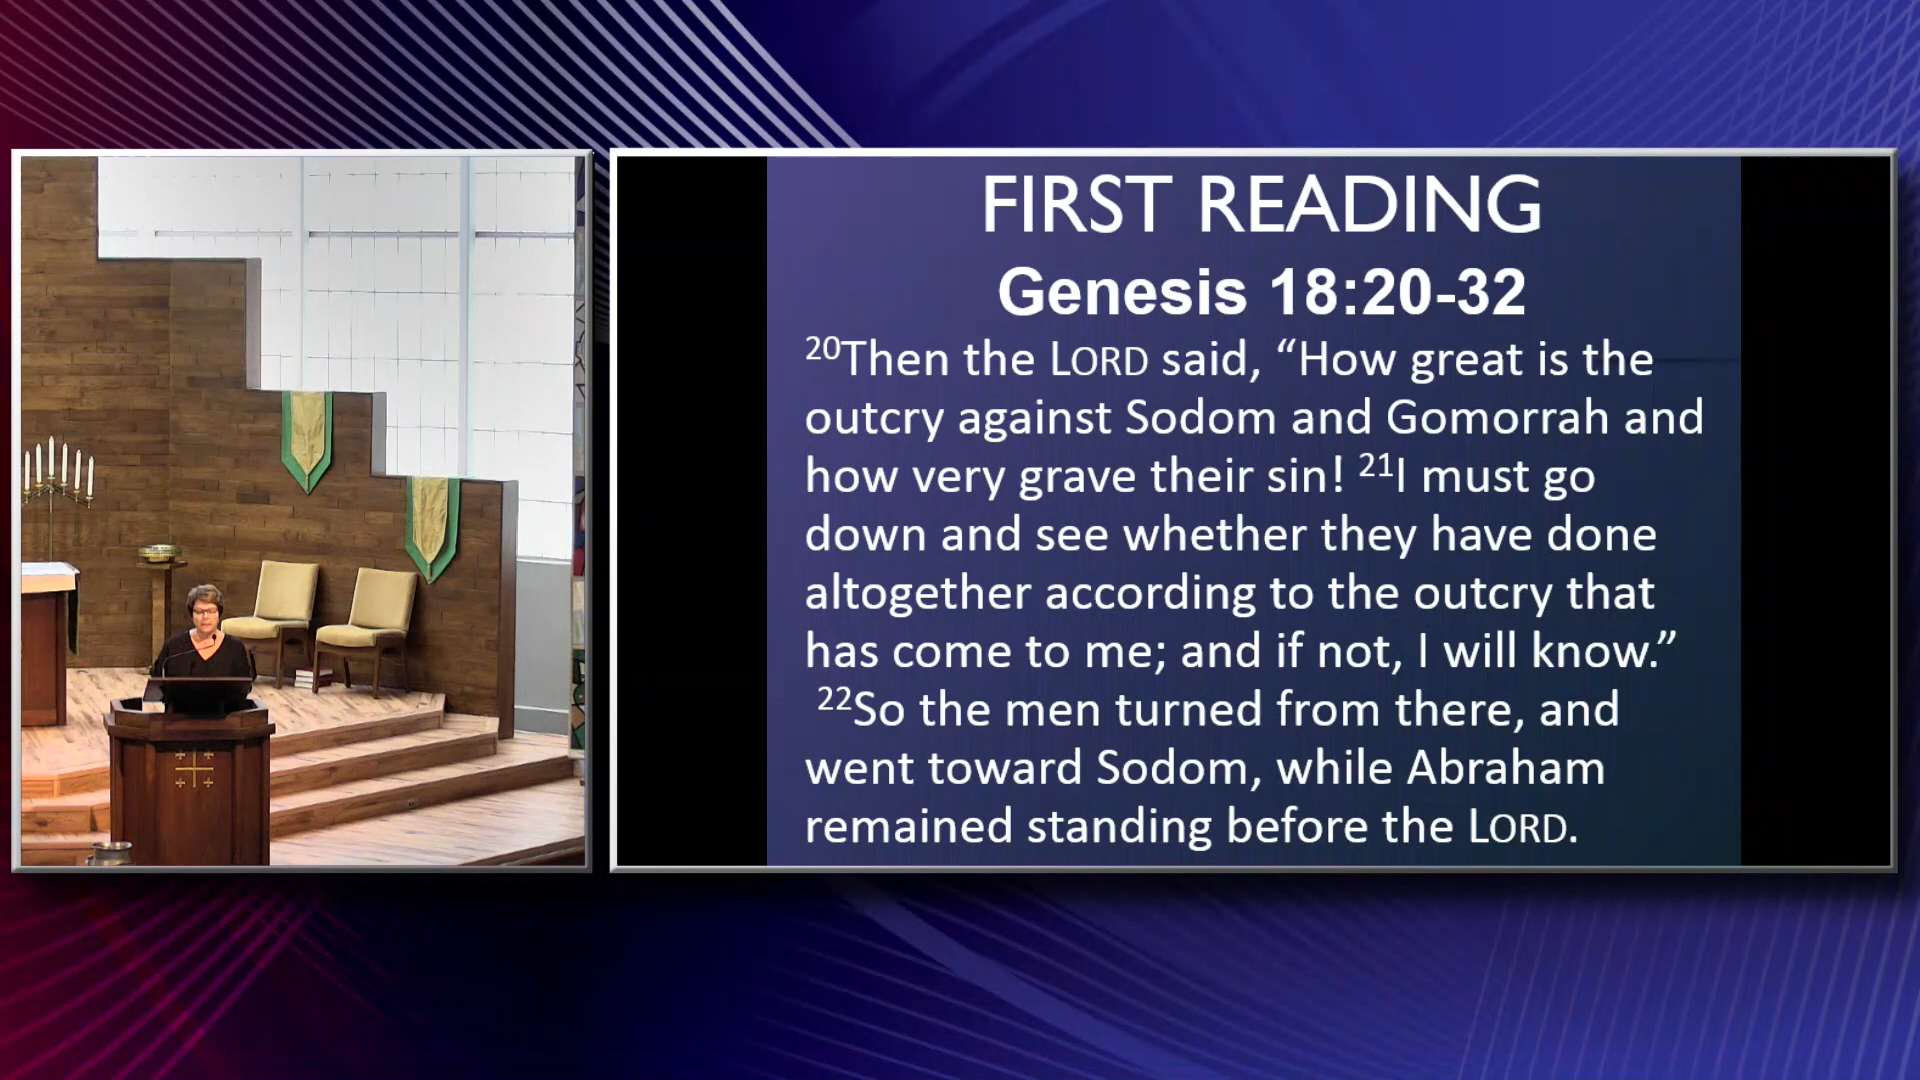 FIRST READING
Genesis 18:20-32
²⁰Then the LORD said, “How great is the
outcry against Sodom and Gomorrah and
how very grave their sin! ²¹I must go
down and see whether they have done
altogether according to the outcry that
has come to me; and if not, I will know.”
²²So the men turned from there, and
went toward Sodom, while Abraham
remained standing before the LORD.